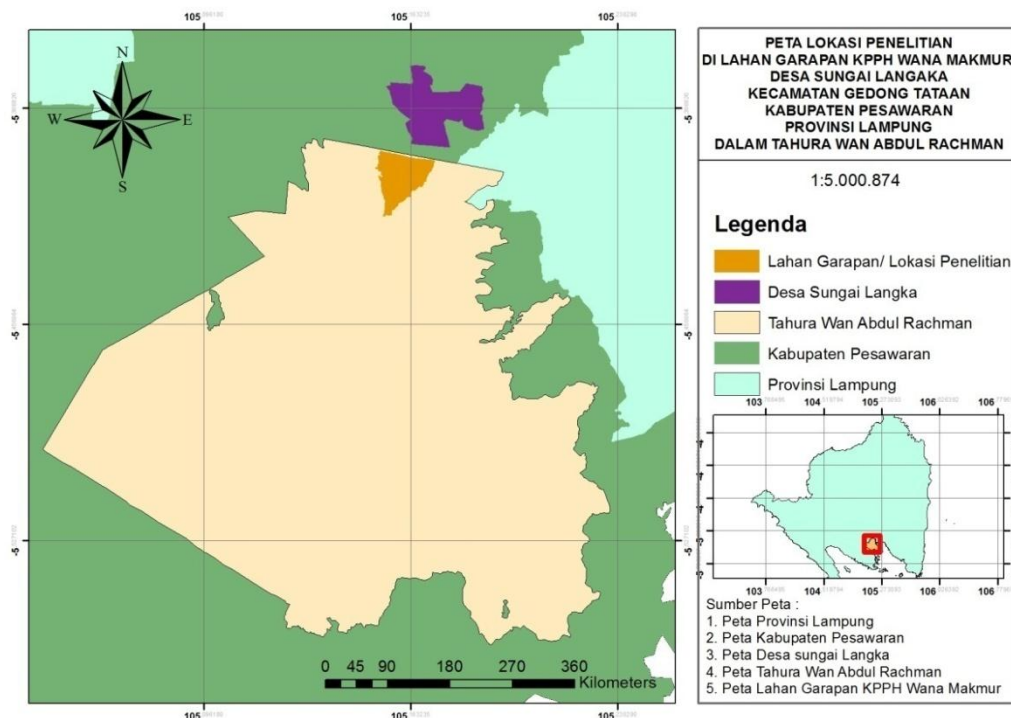 105
105
105
N
W
E
S
-5
-5
-5
-5
-5
-5
105
105
105
0 45 90 180 270 360
Kilometers
PETA LOKASI PENELITIAN
DI LAHAN GARAPAN KPPH WANA MAKMUR
DESA SUNGAI LANGAKA
KECAMATAN GEDONG TATAAN
KABUPATEN PESAWARAN
PROVINSI LAMPUNG
DALAM TAHURA WAN ABDUL RACHMAN
1:5.000.874
Legenda
Lahan Garapan/ Lokasi Penelitian
Desa Sungai Langka
Tahura Wan Abdul Rachman
Kabupaten Pesawaran
Provinsi Lampung
103 104 105 106 106
103 104 105 106 106
Sumber Peta :
1. Peta Provinsi Lampung
2. Peta Kabupaten Pesawaran
3. Peta Desa sungai Langka
4. Peta Tahura Wan Abdul Rachman
5. Peta Lahan Garapan KPPH Wana Makmur